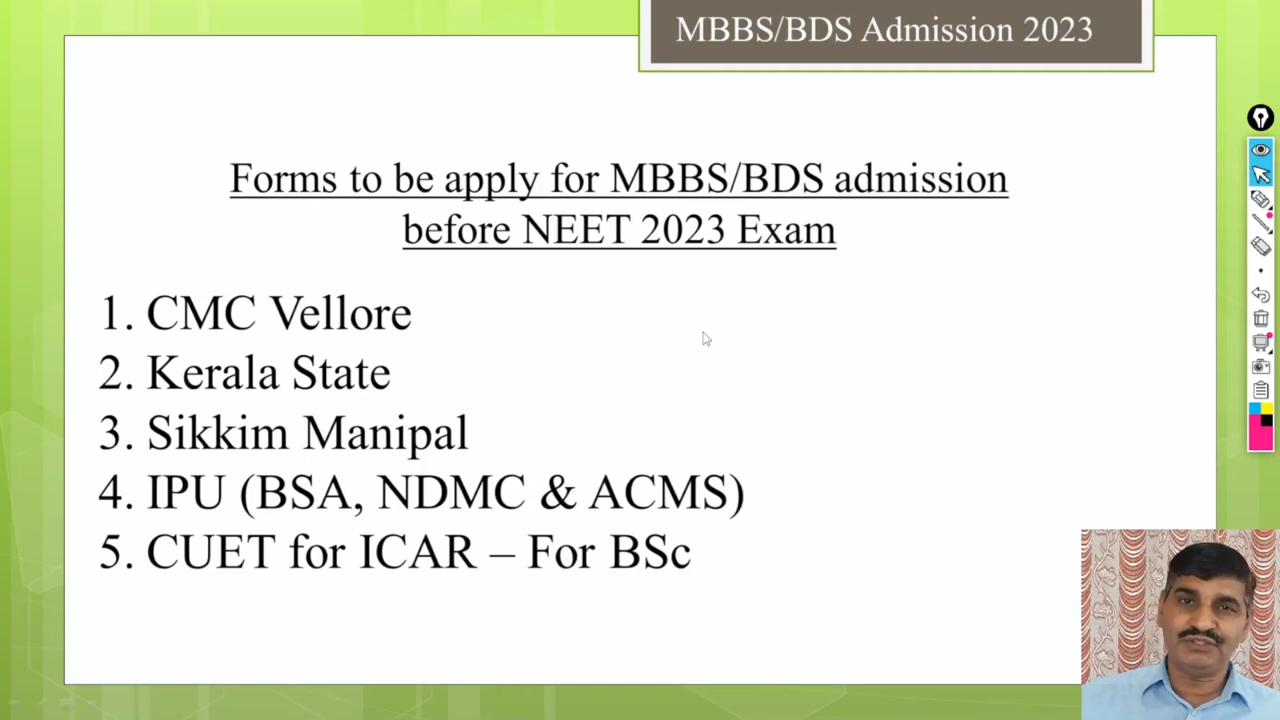 MBBS/BDS Admission 2023
Forms to be apply for MBBS/BDS admission
before NEET 2023 Exam
1. CMC Vellore
2. Kerala State
3. Sikkim Manipal
4. IPU (BSA, NDMC & ACMS)
5. CUET for ICAR – For BSc